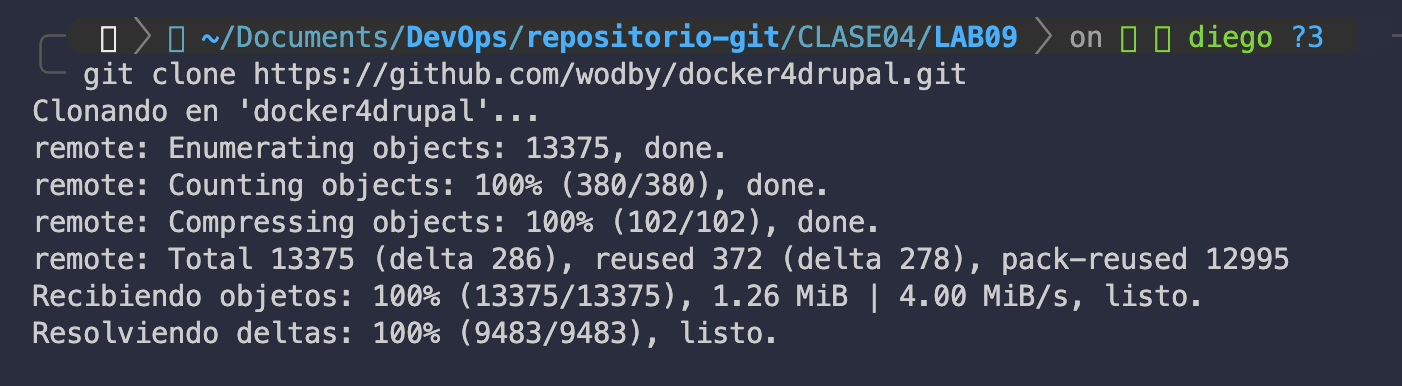 ~/Documents/DevOps/repositorio-git/CLASE04/LAB09 on diego ?3
git clone https://github.com/wodby/docker4drupal.git
Clonando en 'docker4drupal'...
remote: Enumerating objects: 13375, done.
remote: Counting objects: 100% (380/380), done.
remote: Compressing objects: 100% (102/102), done.
remote: Total 13375 (delta 286), reused 372 (delta 278), pack-reused 12995
Recibiendo objetos: 100% (13375/13375), 1.26 MiB | 4.00 MiB/s, listo.
Resolviendo deltas: 100% (9483/9483), listo.